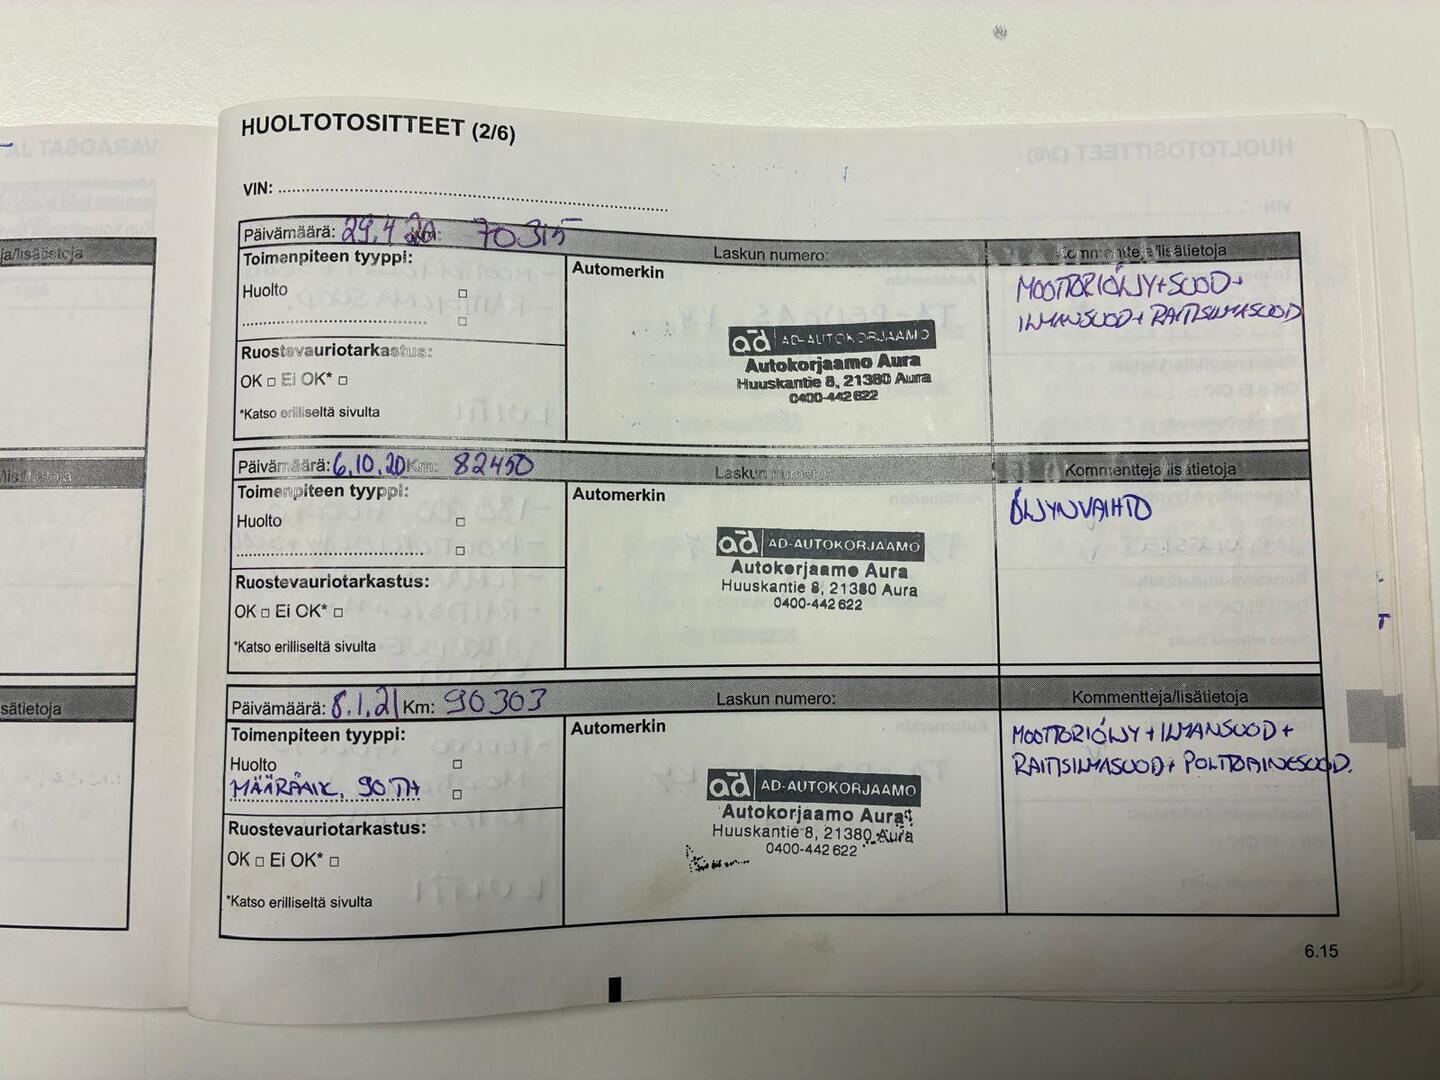 HUOLTOTOSITTEET (2/6)
VIN:
Päivämäärä: 29.4.20 Km: 70315 Laskun numero: Kommentteja/lisätietoja
Toimenpiteen tyyppi:
Huolto
Ruostevauriotarkastus:
OK □ Ei OK* □
*Katso erilliseltä sivulta
Automerkin
ad AD-AUTOKORJAAMO
Autokorjaamo Aura
Huuskantie 8, 21380 Aura
0400-442 622
MOOTTORIÖLJY+SUOD+
ILMANSUOD+RAITISILMASUOD
Päivämäärä: 6.10.20 Km: 82450 Laskun numero: Kommentteja/lisätietoja
Toimenpiteen tyyppi:
Huolto
Ruostevauriotarkastus:
OK □ Ei OK* □
*Katso erilliseltä sivulta
Automerkin
ad AD-AUTOKORJAAMO
Autokorjaamo Aura
Huuskantie 8, 21380 Aura
0400-442 622
ÖLJYNVAIHTO
Päivämäärä: 8.1.21 Km: 90303 Laskun numero: Kommentteja/lisätietoja
Toimenpiteen tyyppi:
Huolto
MÄÄRÄAIK. 90TH
Ruostevauriotarkastus:
OK □ Ei OK* □
*Katso erilliseltä sivulta
Automerkin
ad AD-AUTOKORJAAMO
Autokorjaamo Aura
Huuskantie 8, 21380 Aura
0400-442 622
MOOTTORIÖLJY+ILMANSUOD+
RAITISILMASUOD+POLTTOAINESUOD.
6.15